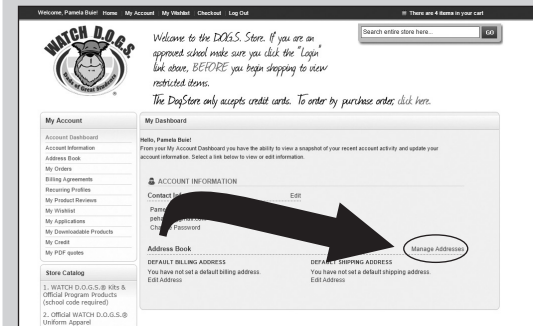 Welcome, Pamela Buie! Home My Account My Wishlist Checkout Log Out
There are 4 items in your cart
WATCH D.O.G.S.
Dads of Great Students
®
Welcome to the D.O.G.S. Store. If you are an
approved school make sure you click the "Login"
link above, BEFORE you begin shopping to view
restricted items.
The DogStore only accepts credit cards. To order by purchase order, click here.
Search entire store here...
GO
My Account
Account Dashboard
Account Information
Address Book
My Orders
Billing Agreements
Recurring Profiles
My Product Reviews
My Wishlist
My Applications
My Downloadable Products
My Credit
My PDF quotes
Store Catalog
1. WATCH D.O.G.S.® Kits &
Official Program Products
(school code required)
2. Official WATCH D.O.G.S.®
Uniform Apparel
My Dashboard
Hello, Pamela Buie!
From your My Account Dashboard you have the ability to view a snapshot of your recent account activity and update your
account information. Select a link below to view or edit information.
ACCOUNT INFORMATION
Contact Edit
Password
Address Book
Manage Addresses
DEFAULT BILLING ADDRESS
You have not set a default billing address.
Edit Address
DEFAULT SHIPPING ADDRESS
You have not set a default shipping address.
Edit Address